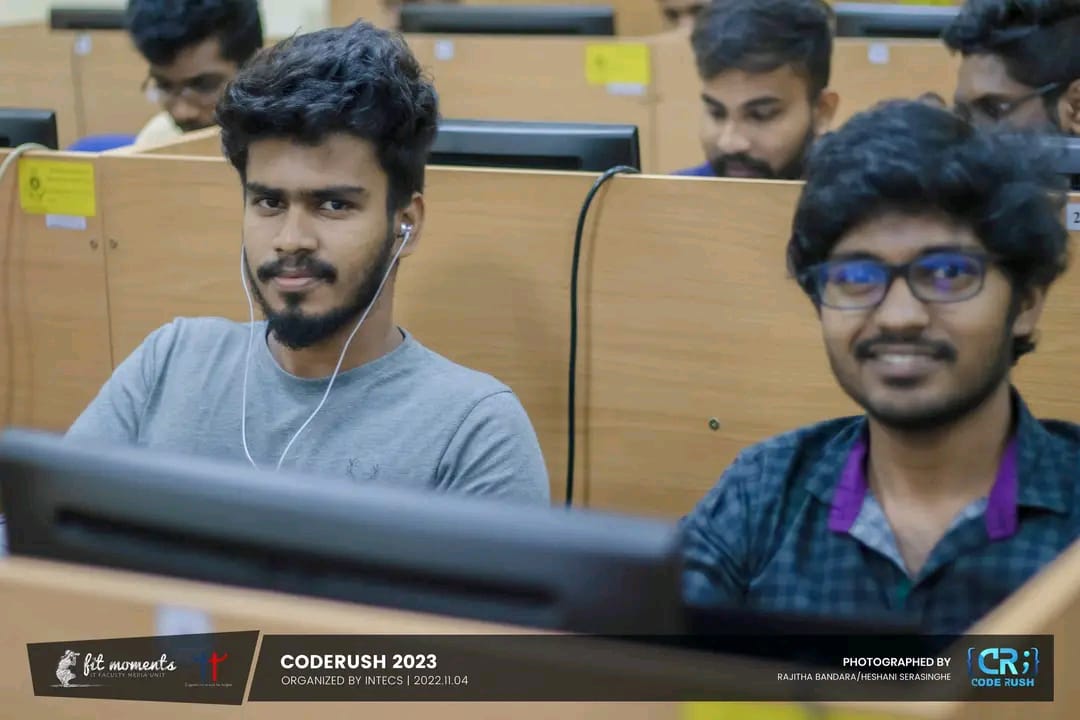 2
fit moments
IT FACULTY MEDIA UNIT
CODERUSH 2023
ORGANIZED BY INTECS | 2022.11.04
PHOTOGRAPHED BY
RAJITHA BANDARA/HESHANI SERASINGHE
{CR;}
CODE RUSH